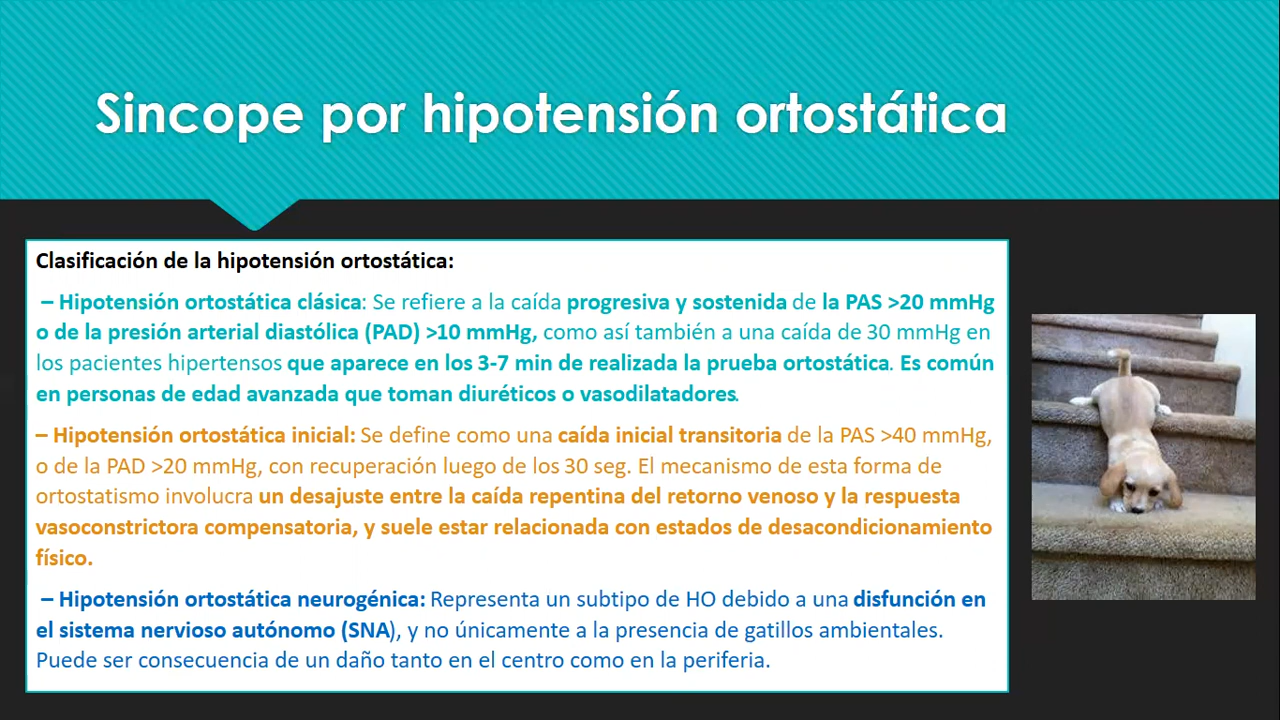 Sincope por hipotensión ortostática
Clasificación de la hipotensión ortostática:
– Hipotensión ortostática clásica: Se refiere a la caída progresiva y sostenida de la PAS >20 mmHg
o de la presión arterial diastólica (PAD) >10 mmHg, como así también a una caída de 30 mmHg en
los pacientes hipertensos que aparece en los 3-7 min de realizada la prueba ortostática. Es común
en personas de edad avanzada que toman diuréticos o vasodilatadores.
– Hipotensión ortostática inicial: Se define como una caída inicial transitoria de la PAS >40 mmHg,
o de la PAD >20 mmHg, con recuperación luego de los 30 seg. El mecanismo de esta forma de
ortostatismo involucra un desajuste entre la caída repentina del retorno venoso y la respuesta
vasoconstrictora compensatoria, y suele estar relacionada con estados de desacondicionamiento
físico.
– Hipotensión ortostática neurogénica: Representa un subtipo de HO debido a una disfunción en
el sistema nervioso autónomo (SNA), y no únicamente a la presencia de gatillos ambientales.
Puede ser consecuencia de un daño tanto en el centro como en la periferia.